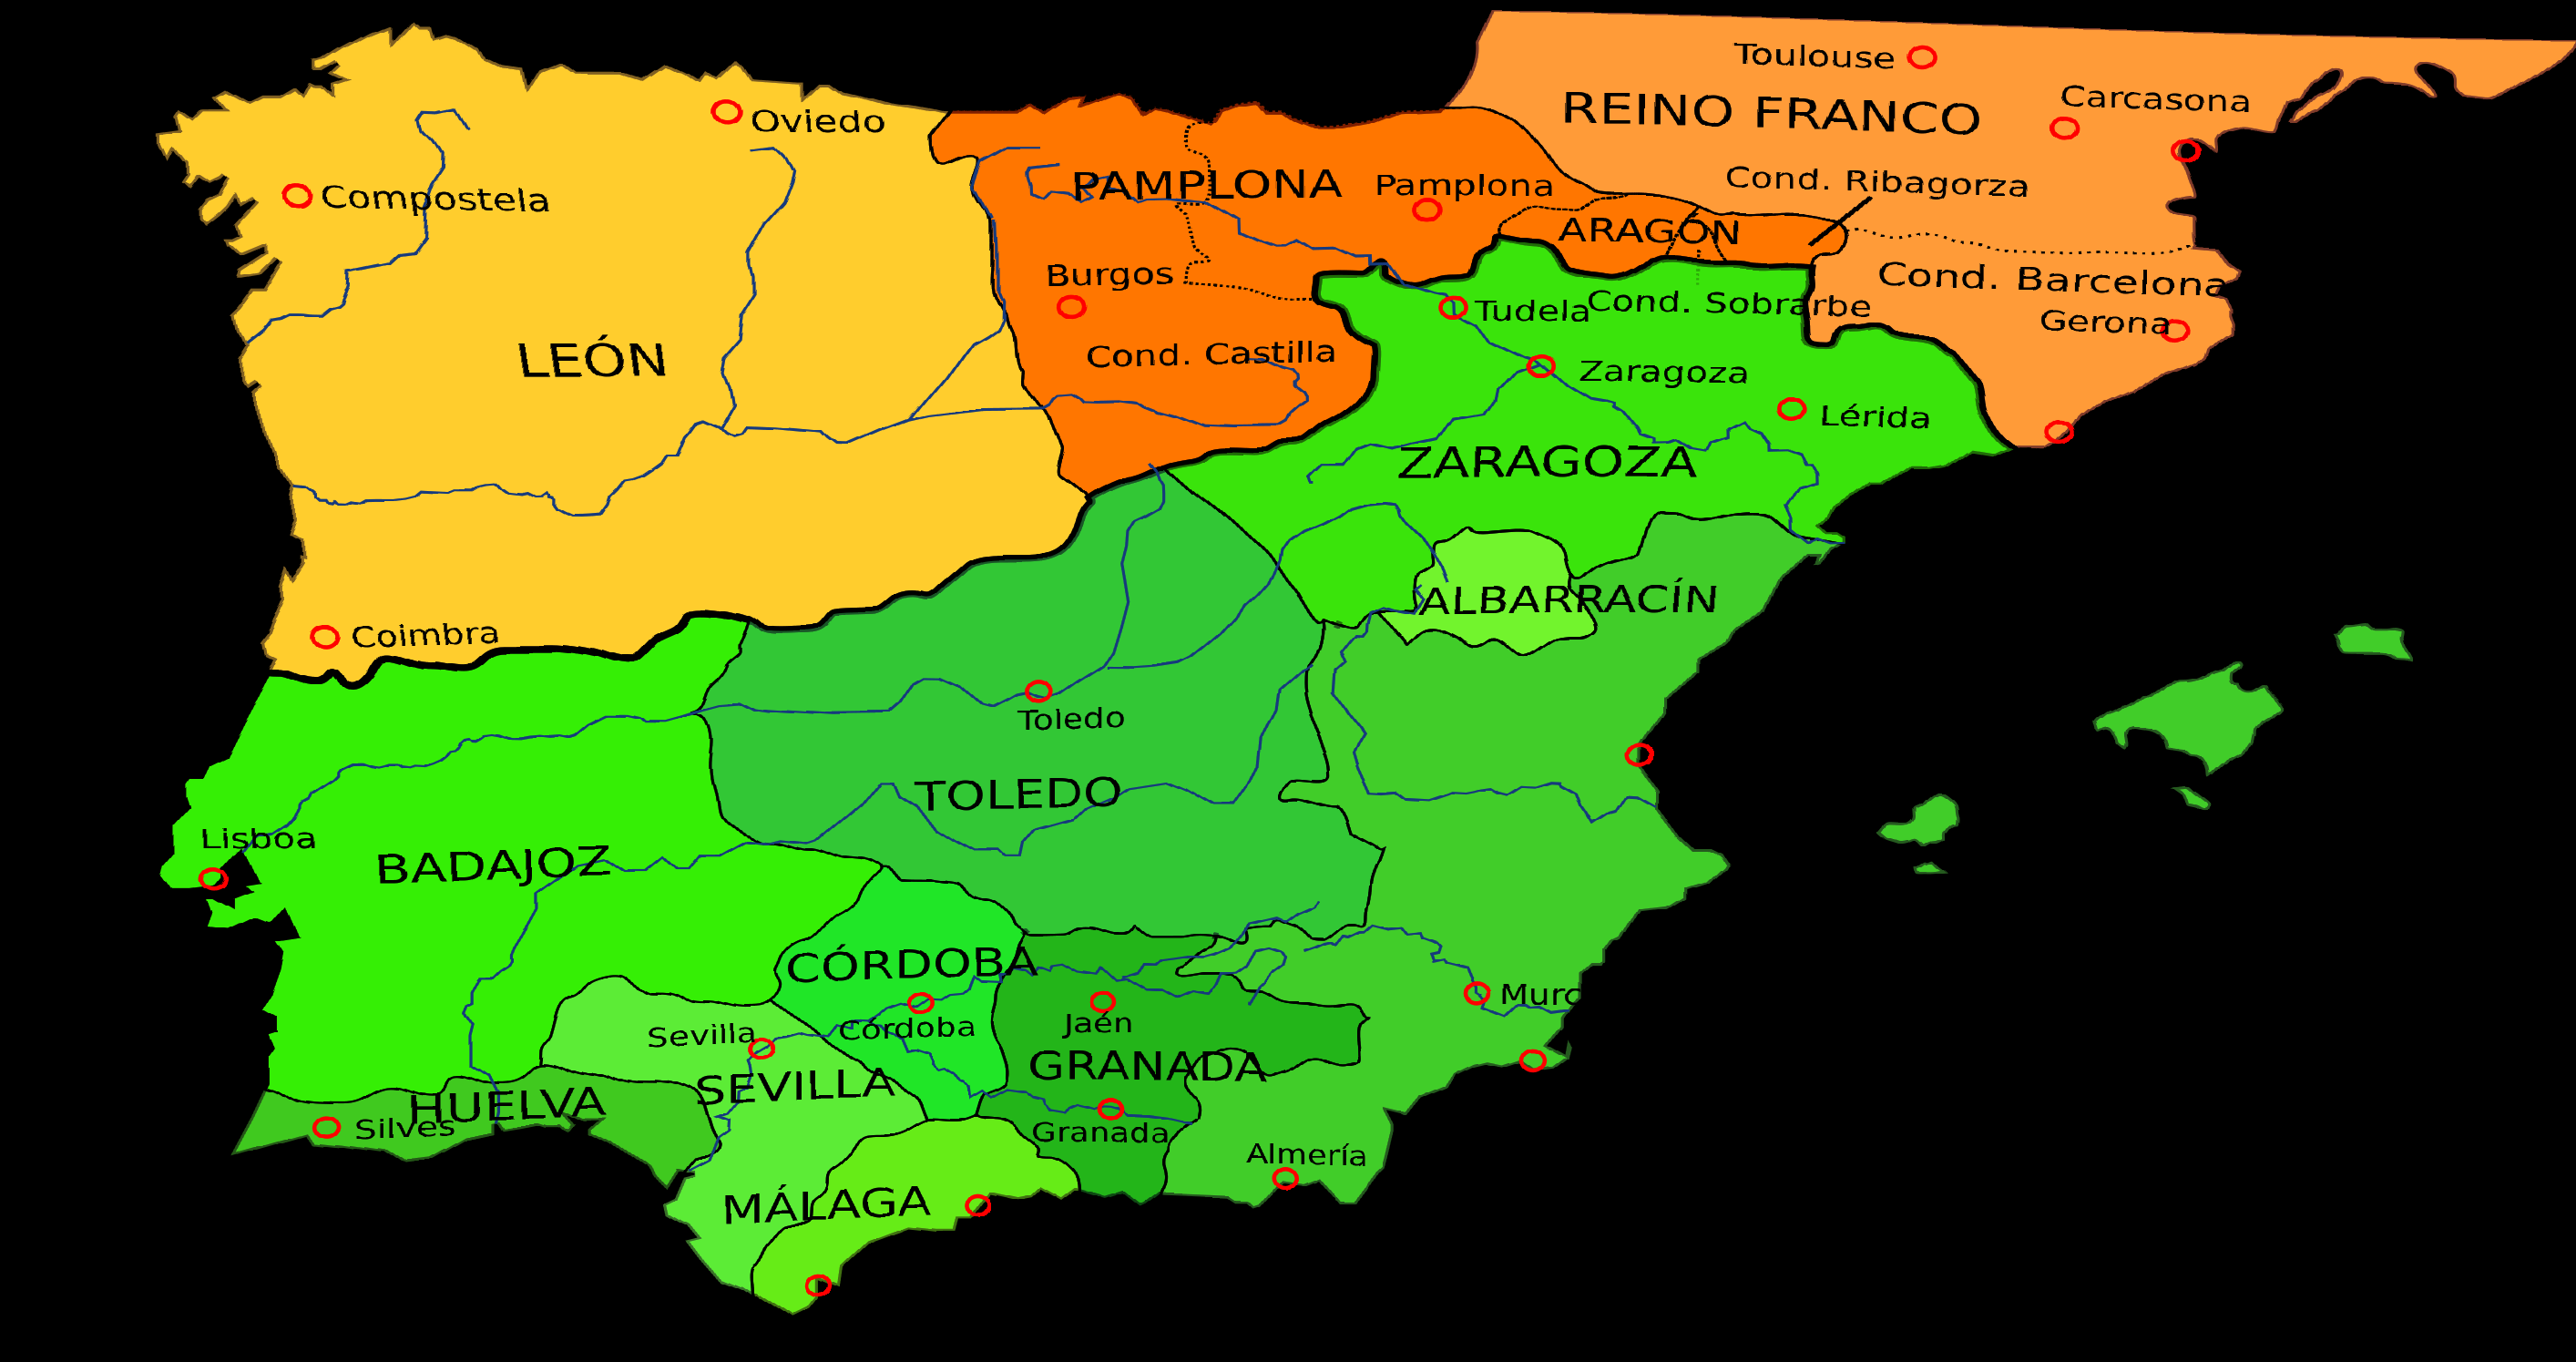 Toulouse
REINO FRANCO
Carcasona
Oviedo
Cond. Ribagorza
PAMPLONA
Pamplona
Compostela
ARAGÓN
Burgos
Cond. Barcelona
Tudela
Cond. Sobrarbe
Gerona
LEÓN
Cond. Castilla
Zaragoza
Lérida
ZARAGOZA
ALBARRACÍN
Coimbra
Toledo
TOLEDO
Lisboa
BADAJOZ
CÓRDOBA
Murc
Sevilla
Córdoba
Jaén
GRANADA
SEVILLA
HUELVA
Silves
Granada
Almería
MÁLAGA